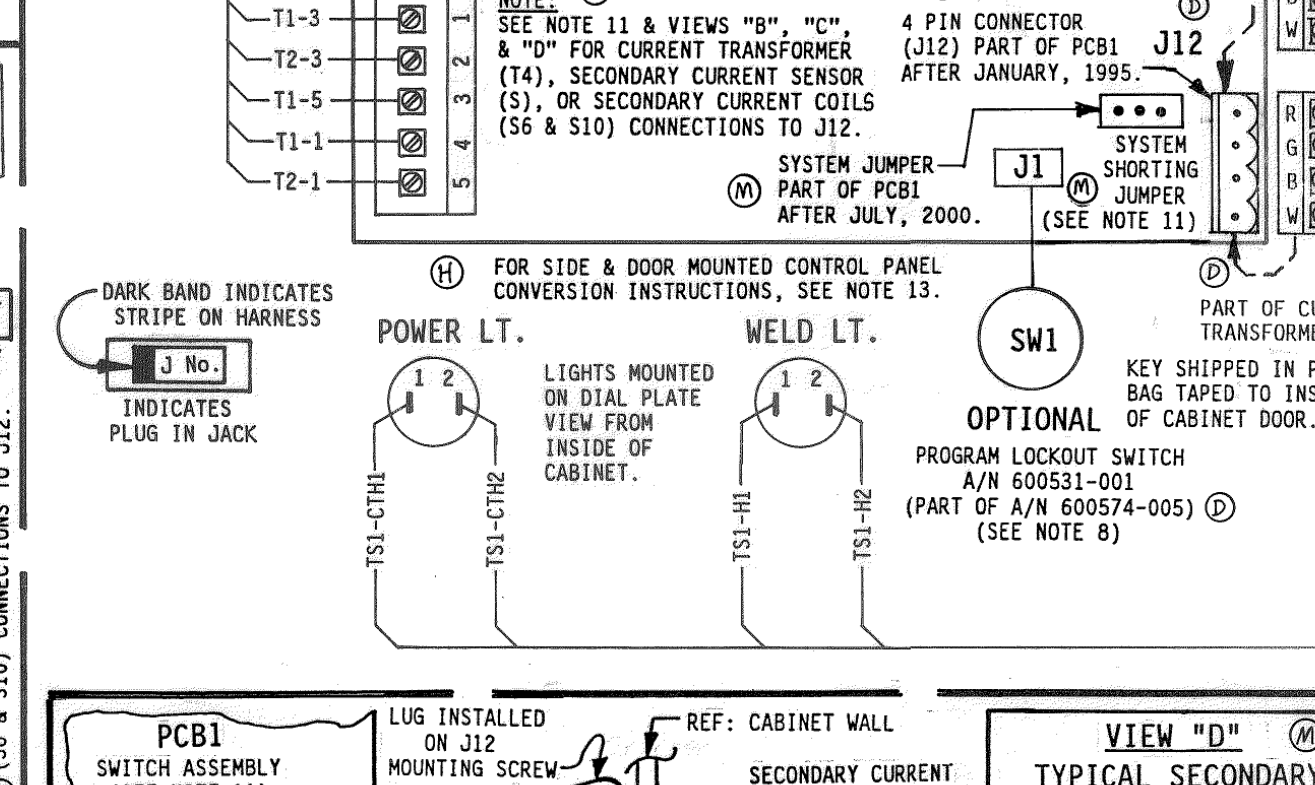 T1-3
T2-3
T1-5
T1-1
T2-1
1
2
3
4
5
NOTE:
SEE NOTE 11 & VIEWS "B", "C",
& "D" FOR CURRENT TRANSFORMER
(T4), SECONDARY CURRENT SENSOR
(S), OR SECONDARY CURRENT COILS
(S6 & S10) CONNECTIONS TO J12.
4 PIN CONNECTOR
(J12) PART OF PCB1
AFTER JANUARY, 1995.
J12
D
W
R
G
B
W
SYSTEM JUMPER
M PART OF PCB1
AFTER JULY, 2000.
J1
SYSTEM
SHORTING
M JUMPER
(SEE NOTE 11)
H FOR SIDE & DOOR MOUNTED CONTROL PANEL
CONVERSION INSTRUCTIONS, SEE NOTE 13.
D
PART OF
DARK BAND INDICATES
STRIPE ON HARNESS
J No.
INDICATES
PLUG IN JACK
POWER LT.
1 2
TS1-CTH1
TS1-CTH2
LIGHTS MOUNTED
ON DIAL PLATE
VIEW FROM
INSIDE OF
CABINET.
WELD LT.
1 2
TS1-H1
TS1-H2
SW1
KEY SHIPPED IN
BAG TAPED TO
OF CABINET DOOR.
OPTIONAL
PROGRAM LOCKOUT SWITCH
A/N 600531-001
(PART OF A/N 600574-005) D
(SEE NOTE 8)
(S6 & S10) CONNECTIONS TO J12.
PCB1
SWITCH ASSEMBLY
LUG INSTALLED
ON J12
MOUNTING SCREW
REF: CABINET WALL
SECONDARY CURRENT
VIEW "D" M
TYPICAL SECONDARY